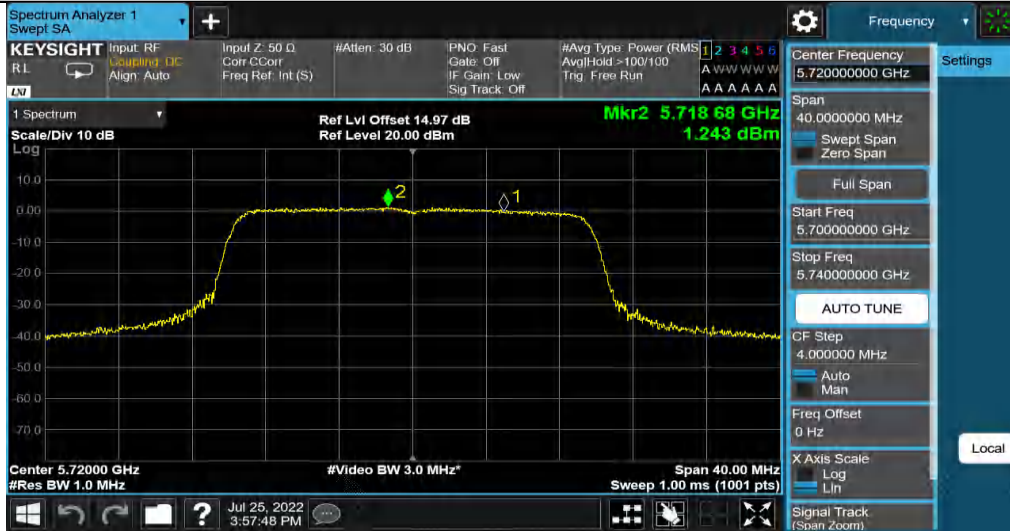 Spectrum Analyzer 1
Swept SA
+
Frequency
KEYSIGHT
RL
LXI
Input: RF
Coupling: DC
Align: Auto
Input Z: 50 Ω
Corr CCorr
Freq Ref: Int (S)
#Atten: 30 dB
PNO: Fast
Gate: Off
IF Gain: Low
Sig Track: Off
#Avg Type: Power (RMS
Avg|Hold >100/100
Trig: Free Run
1 2 3 4 5 6
A W W W W W
A A A A A A
1 Spectrum
Scale/Div 10 dB
Log
Ref Lvl Offset 14.97 dB
Ref Level 20.00 dBm
Mkr2 5.718 68 GHz
1.243 dBm
10.0
0.00
-10.0
-20.0
-30.0
-40.0
-50.0
-60.0
-70.0
2
1
Center 5.72000 GHz
#Res BW 1.0 MHz
#Video BW 3.0 MHz*
Span 40.00 MHz
Sweep 1.00 ms (1001 pts)
?
Jul 25, 2022
3:57:48 PM
Center Frequency
5.720000000 GHz
Span
40.0000000 MHz
Swept Span
Zero Span
Full Span
Start Freq
5.700000000 GHz
Stop Freq
5.740000000 GHz
AUTO TUNE
CF Step
4.000000 MHz
Auto
Man
Freq Offset
0 Hz
X Axis Scale
Log
Lin
Signal Track
(Span Zoom)
Settings
Local